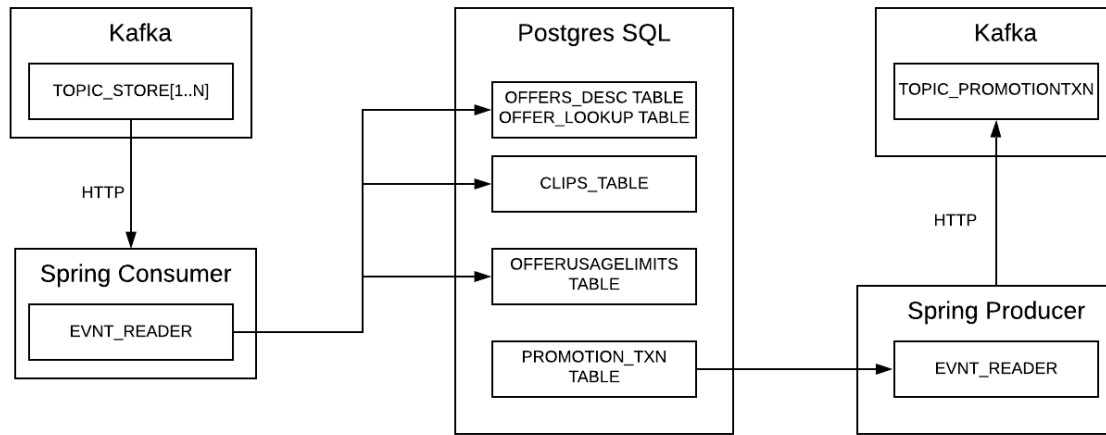 Kafka
TOPIC_STORE[1..N]
HTTP
Spring Consumer
EVNT_READER
Postgres SQL
OFFERS_DESC TABLE
OFFER_LOOKUP TABLE
CLIPS_TABLE
OFFERUSAGELIMITS
TABLE
PROMOTION_TXN
TABLE
Kafka
TOPIC_PROMOTIONTXN
HTTP
Spring Producer
EVNT_READER